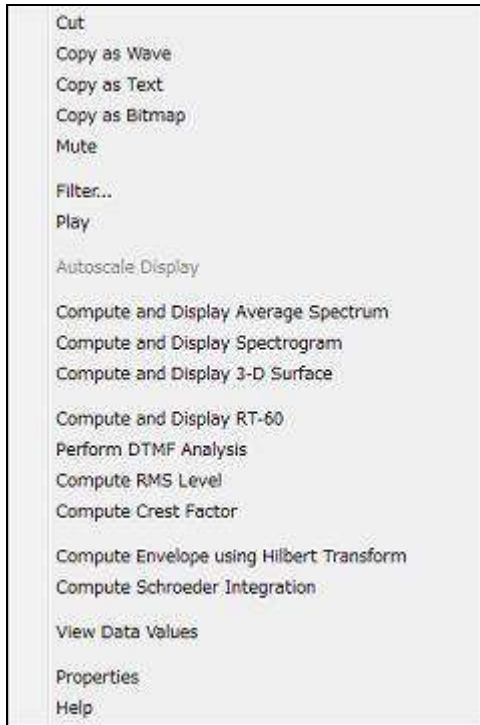 Cut
Copy as Wave
Copy as Text
Copy as Bitmap
Mute
Filter...
Play
Autoscale Display
Compute and Display Average Spectrum
Compute and Display Spectrogram
Compute and Display 3-D Surface
Compute and Display RT-60
Perform DTMF Analysis
Compute RMS Level
Compute Crest Factor
Compute Envelope using Hilbert Transform
Compute Schroeder Integration
View Data Values
Properties
Help